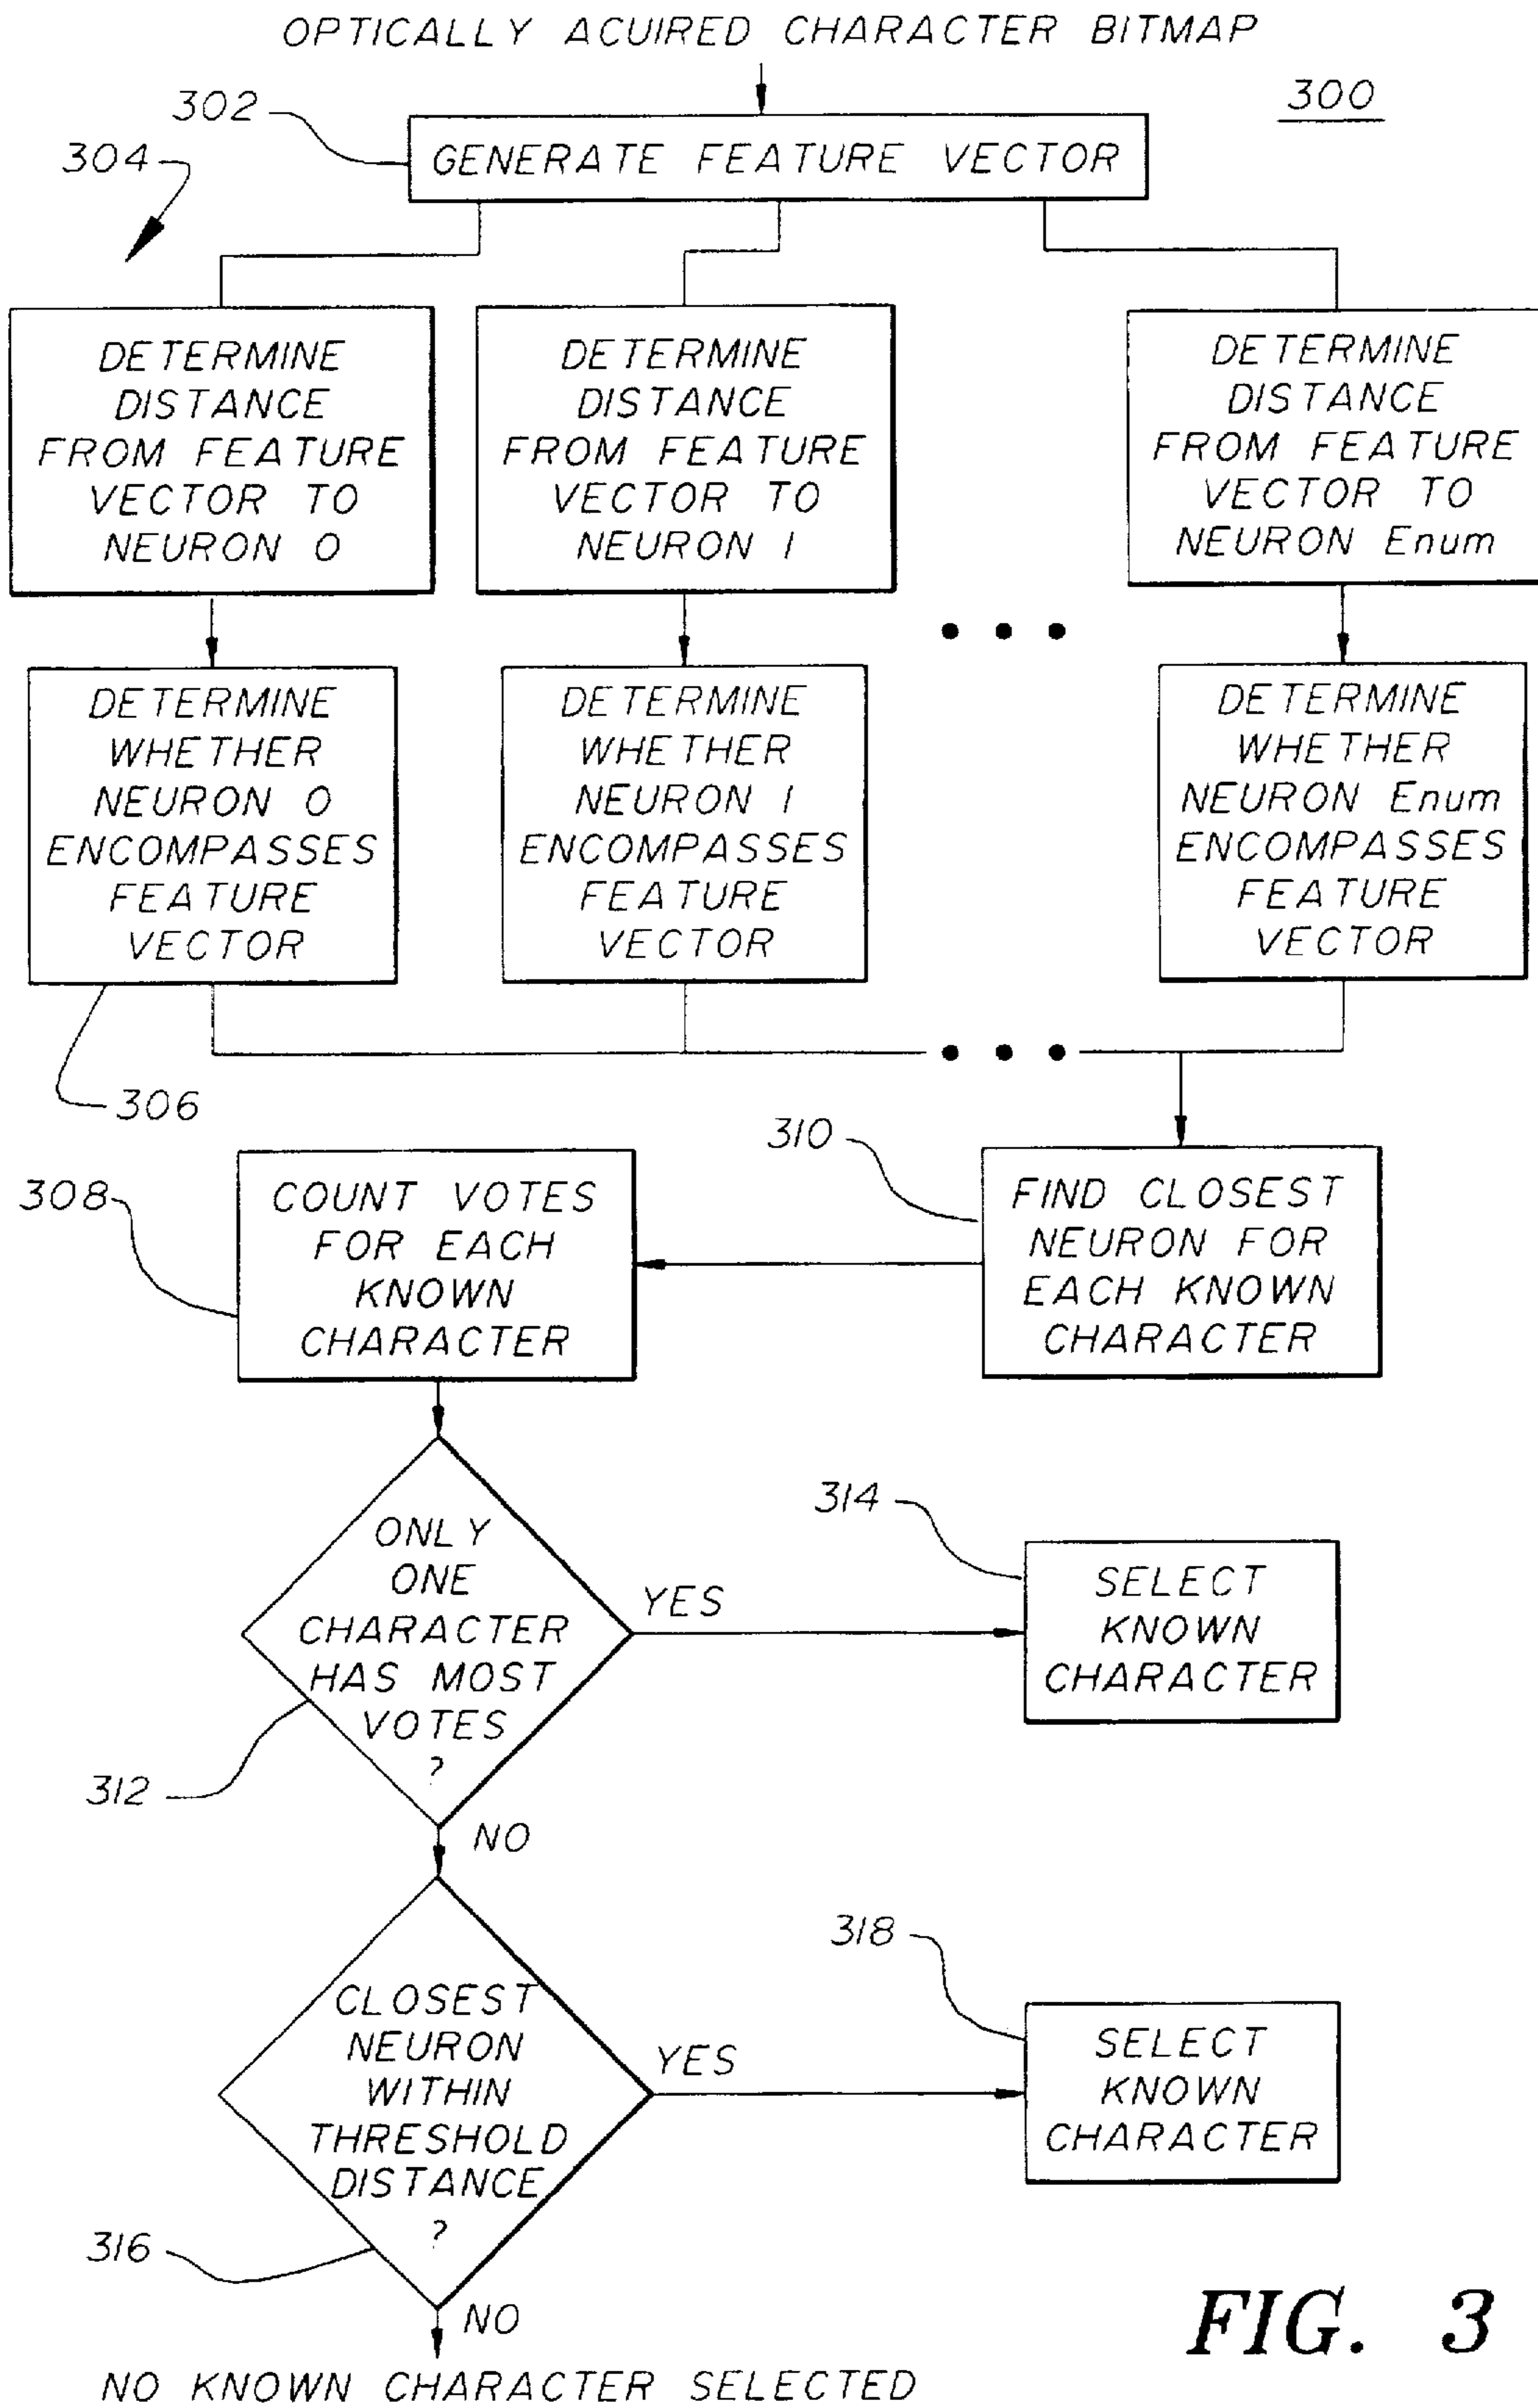 OPTICALLY ACUIRED CHARACTER BITMAP
300
302
GENERATE FEATURE VECTOR
304
DETERMINE
DISTANCE
FROM FEATURE
VECTOR TO
NEURON 0
DETERMINE
DISTANCE
FROM FEATURE
VECTOR TO
NEURON 1
DETERMINE
DISTANCE
FROM FEATURE
VECTOR TO
NEURON Enum
DETERMINE
WHETHER
NEURON 0
ENCOMPASSES
FEATURE
VECTOR
DETERMINE
WHETHER
NEURON 1
ENCOMPASSES
FEATURE
VECTOR
DETERMINE
WHETHER
NEURON Enum
ENCOMPASSES
FEATURE
VECTOR
306
310
FIND CLOSEST
NEURON FOR
EACH KNOWN
CHARACTER
308
COUNT VOTES
FOR EACH
KNOWN
CHARACTER
ONLY
ONE
CHARACTER
HAS MOST
VOTES
?
312
YES
314
SELECT
KNOWN
CHARACTER
NO
CLOSEST
NEURON
WITHIN
THRESHOLD
DISTANCE
?
316
YES
318
SELECT
KNOWN
CHARACTER
NO
NO KNOWN CHARACTER SELECTED
FIG. 3